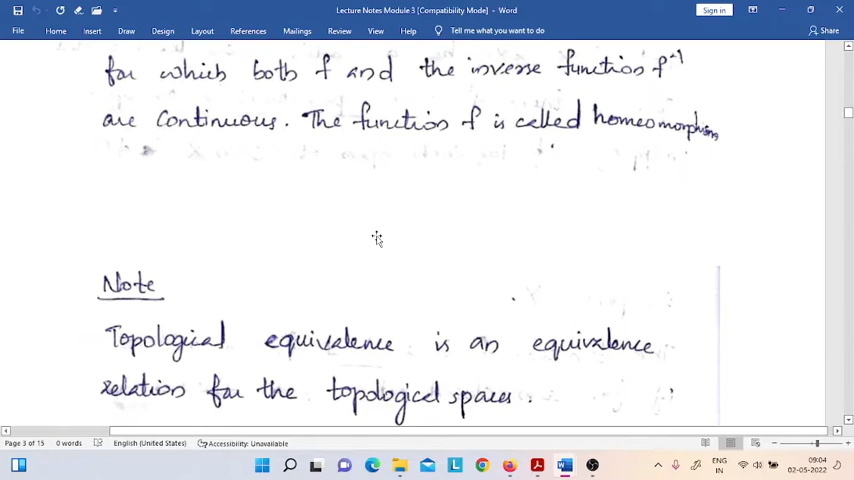 Lecture Notes Module 3 [Compatibility Mode] - Word
Sign in
File Home Insert Draw Design Layout References Mailings Review View Help Tell me what you want to do Share
for which both f and the inverse function f⁻¹
are continuous. The function f is called homeomorphism
Note
Topological equivalence is an equivalence
relation for the topological spaces.
Page 3 of 15 0 words English (United States) Accessibility: Unavailable 100%
ENG 09:04
IN 02-05-2022